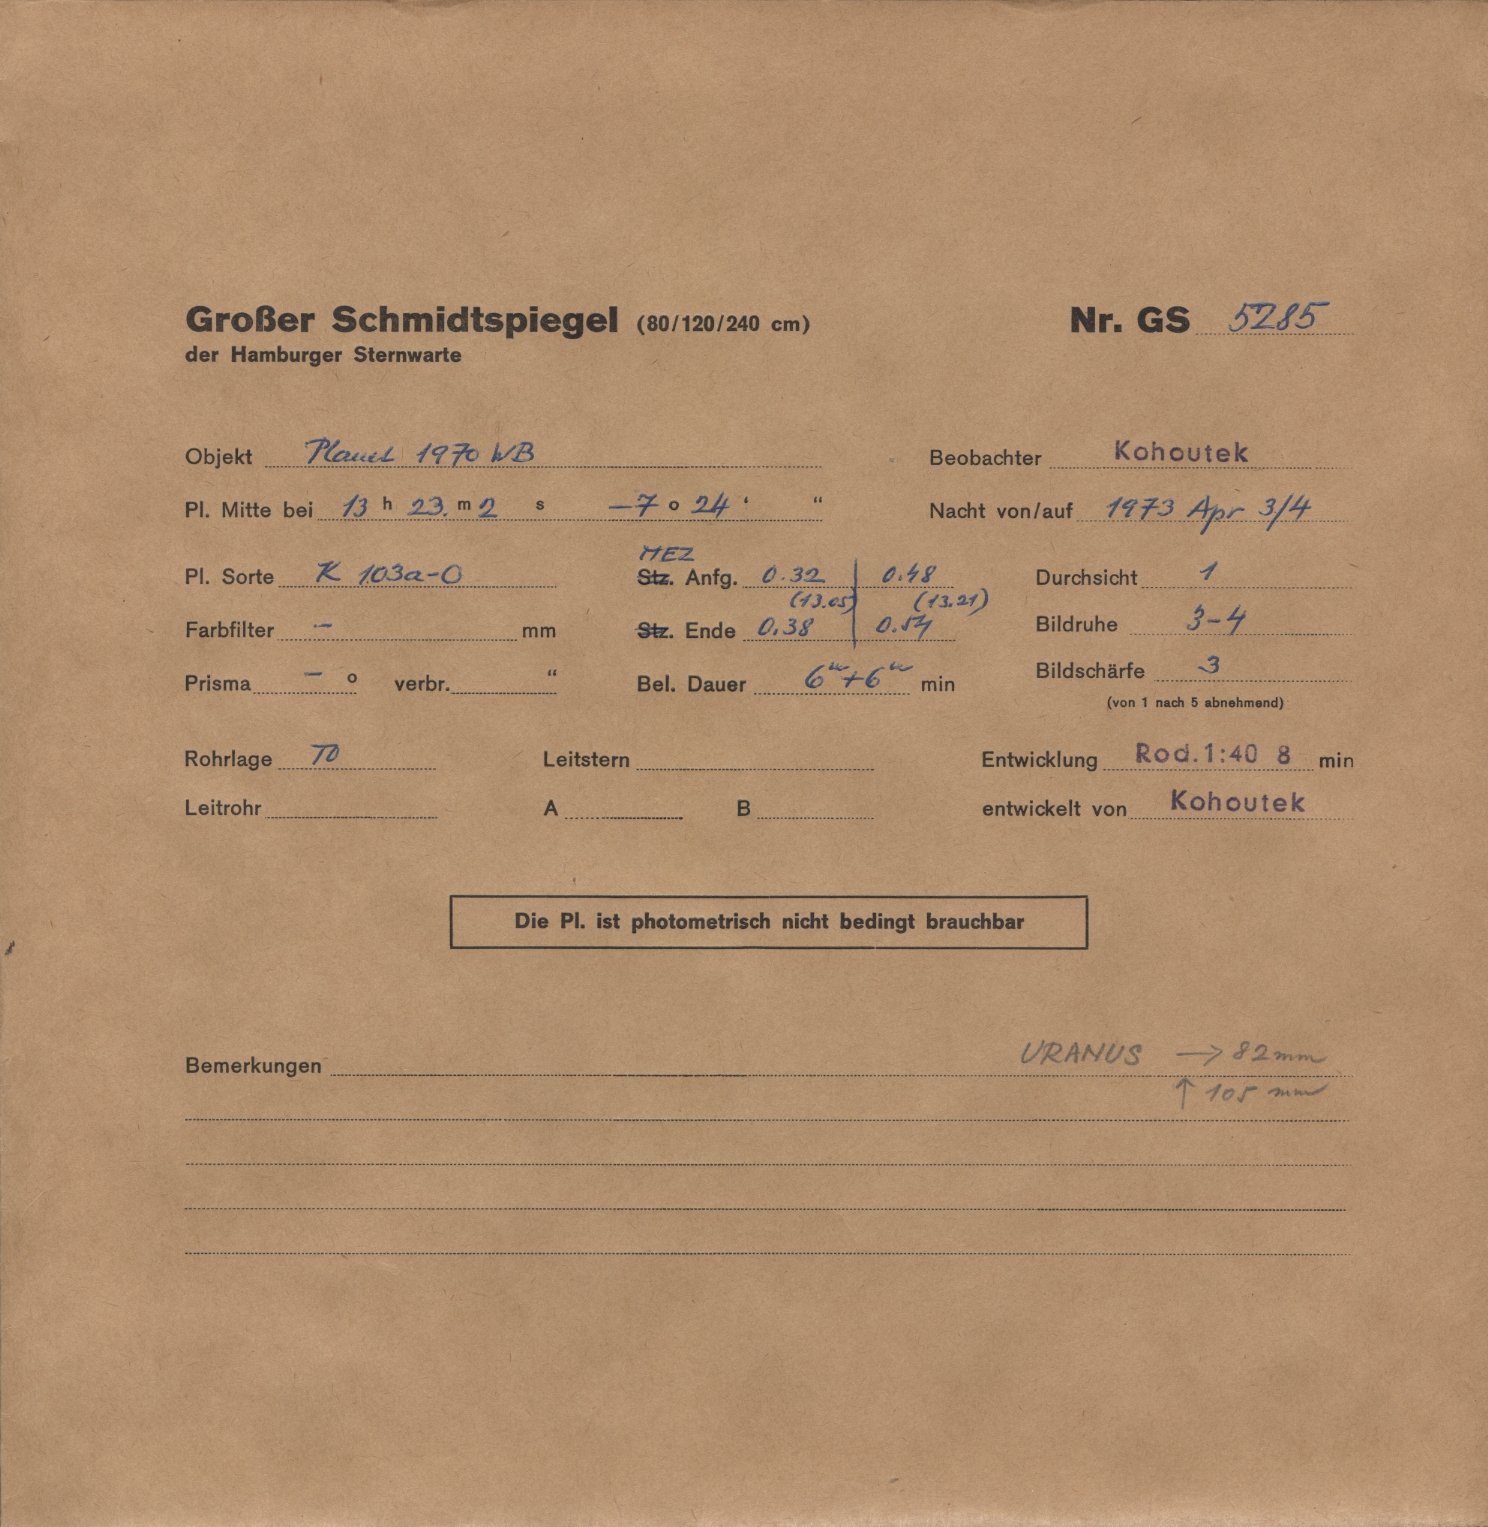 Großer Schmidtspiegel (80/120/240 cm) Nr. GS 5285
der Hamburger Sternwarte
Objekt Planet 1970 WB Beobachter Kohoutek
Pl. Mitte bei 13 h 23. m 2 s -7 o 24 ‘ “ Nacht von/auf 1973 Apr 3/4
MEZ
Pl. Sorte K 103a-O Stz. Anfg. 0.32 | 0.48 Durchsicht 1
(13.05) (13.21)
Farbfilter – mm Stz. Ende 0.38 | 0.54 Bildruhe 3-4
Prisma – o verbr. “ Bel. Dauer 6m+6m min Bildschärfe 3
(von 1 nach 5 abnehmend)
Rohrlage TO Leitstern Entwicklung Rod.1:40 8 min
Leitrohr A B entwickelt von Kohoutek
Die Pl. ist photometrisch nicht bedingt brauchbar
Bemerkungen URANUS → 82mm
↑ 105 mm